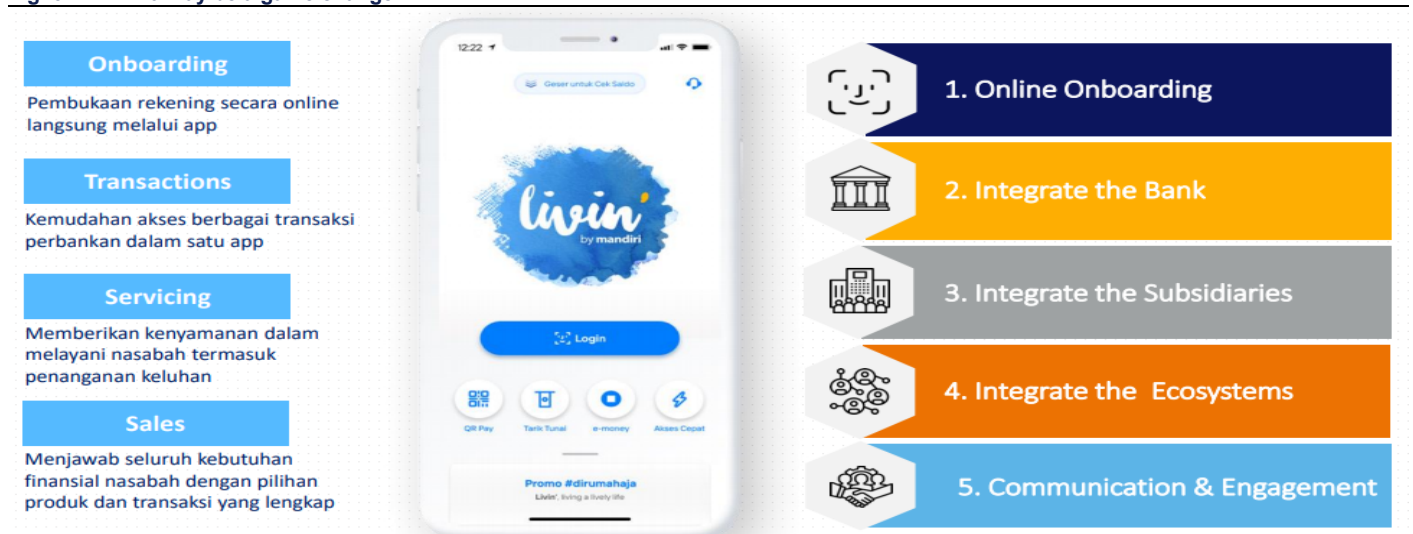 Onboarding
Pembukaan rekening secara online
langsung melalui app
Transactions
Kemudahan akses berbagai transaksi
perbankan dalam satu app
Servicing
Memberikan kenyamanan dalam
melayani nasabah termasuk
penanganan keluhan
Sales
Menjawab seluruh kebutuhan
finansial nasabah dengan pilihan
produk dan transaksi yang lengkap
12:22
Geser untuk Cek Saldo
livin'
by mandiri
Login
QR Pay
Tarik Tunai
e-money
Akses Cepat
Promo #dirumahaja
Livin', living a lively life
1. Online Onboarding
2. Integrate the Bank
3. Integrate the Subsidiaries
4. Integrate the Ecosystems
5. Communication & Engagement